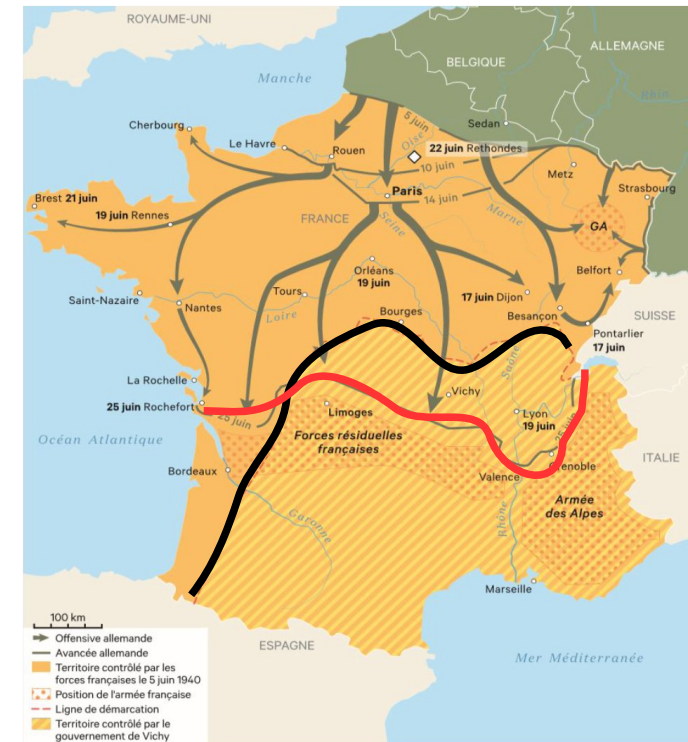 ROYAUME-UNI
ALLEMAGNE
BELGIQUE
Manche
Rhin
Cherbourg
5 juin
Sedan
Oise
Le Havre
Rouen
22 juin Rethondes
10 juin
Metz
Paris
Strasbourg
Brest 21 juin
14 juin
19 juin Rennes
FRANCE
Seine
Marne
GA
Orléans
19 juin
Belfort
Tours
17 juin Dijon
Saint-Nazaire
Nantes
Loire
Bourges
Besançon
SUISSE
Saône
Pontarlier
17 juin
La Rochelle
Vichy
25 juin Rochefort
25 juin
Limoges
Lyon
19 juin
25 juin
Océan Atlantique
Forces résiduelles
françaises
ITALIE
Bordeaux
Valence
Grenoble
Armée
des Alpes
Garonne
Rhône
Marseille
100 km
ESPAGNE
Mer Méditerranée
Offensive allemande
Avancée allemande
Territoire contrôlé par les
forces françaises le 5 juin 1940
Position de l'armée française
Ligne de démarcation
Territoire contrôlé par le
gouvernement de Vichy